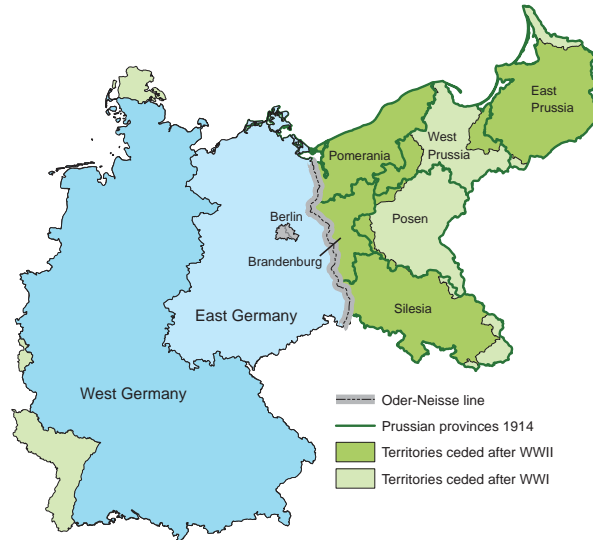 East
Prussia
West
Prussia
Pomerania
Posen
Berlin
Brandenburg
Silesia
East Germany
West Germany
Oder-Neisse line
Prussian provinces 1914
Territories ceded after WWII
Territories ceded after WWI